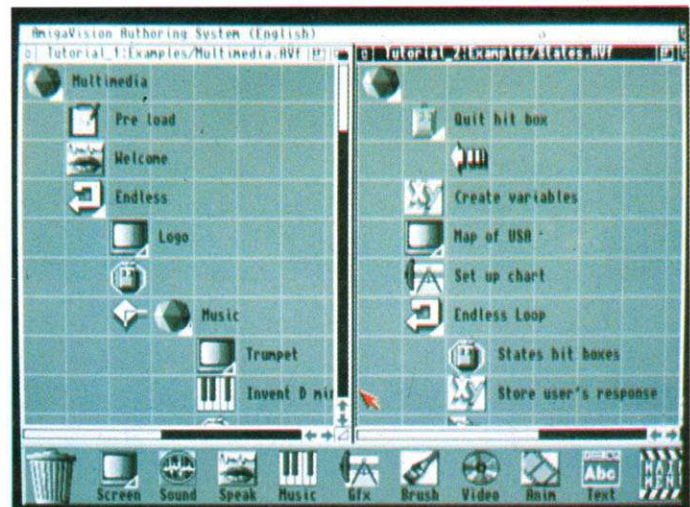 AmigaVision Authoring System (English)
Tutorial_1:Examples/Multimedia.AVf
Multimedia
Pre load
Welcome
Endless
Logo
Music
Trumpet
Invent D min
Tutorial_2:Examples/States.AVf
Quit hit box
Create variables
Map of USA
Set up chart
Endless Loop
States hit boxes
Store user's response
Screen
Sound
Speak
Music
Gfx
Brush
Video
Anim
Abc
Text
MAIN
MENU